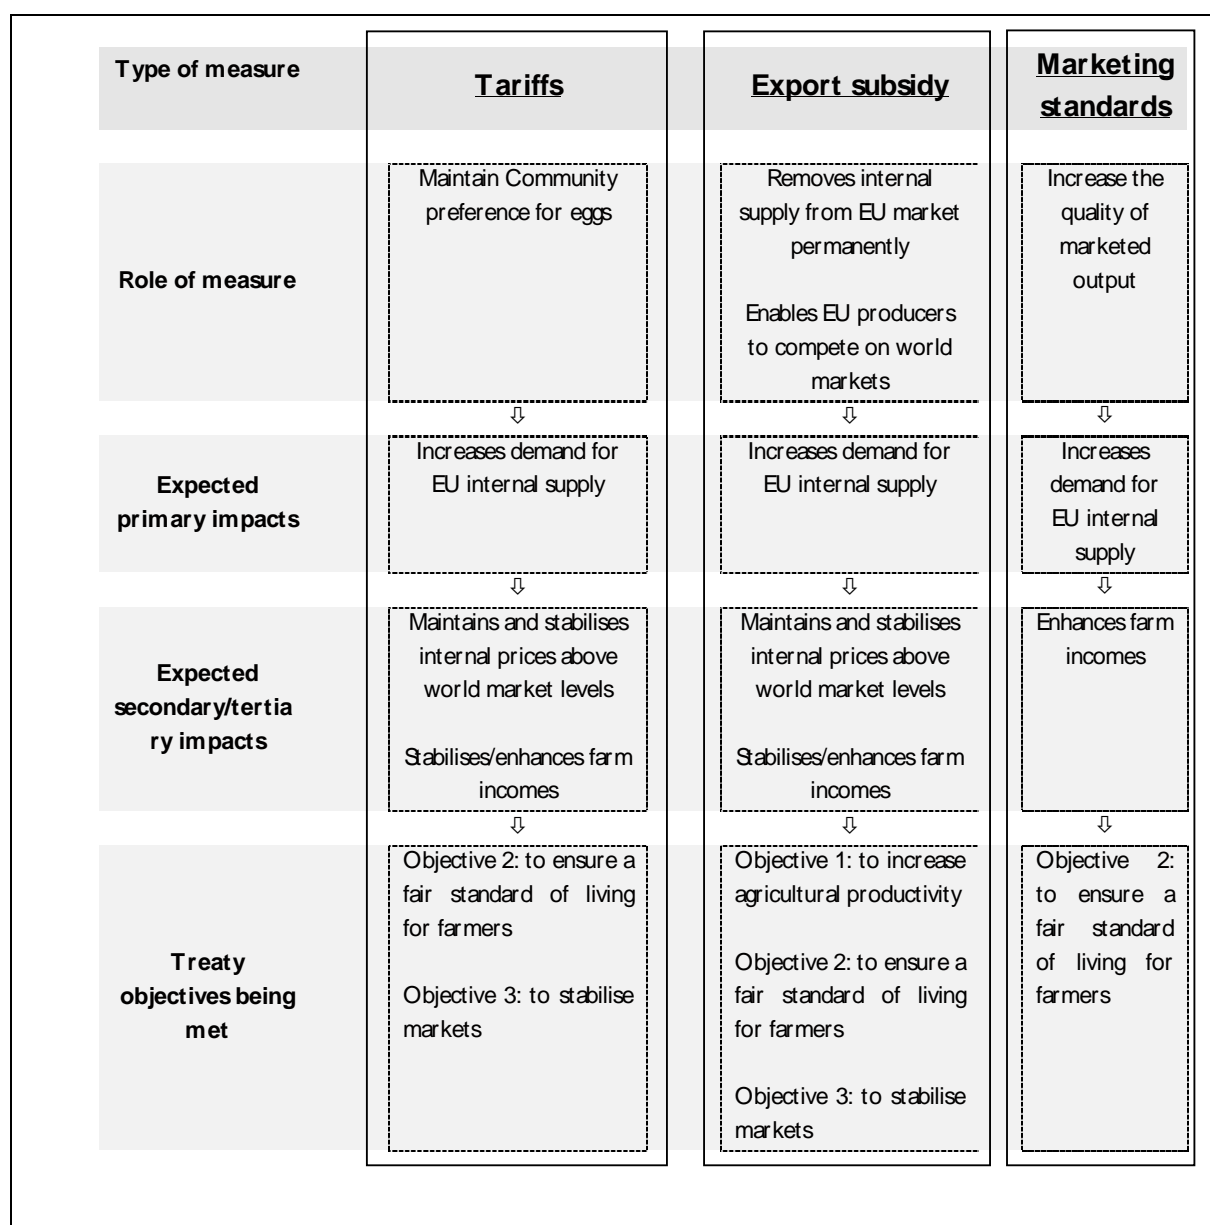 Type of measure
Tariffs
Export subsidy
Marketing
standards
Role of measure
Maintain Community
preference for eggs
Removes internal
supply from EU market
permanently
Enables EU producers
to compete on world
markets
Increase the
quality of
marketed
output
⇩
⇩
⇩
Expected
primary impacts
Increases demand for
EU internal supply
Increases demand for
EU internal supply
Increases
demand for
EU internal
supply
⇩
⇩
⇩
Expected
secondary/tertia
ry impacts
Maintains and stabilises
internal prices above
world market levels
Stabilises/enhances farm
incomes
Maintains and stabilises
internal prices above
world market levels
Stabilises/enhances farm
incomes
Enhances farm
incomes
⇩
⇩
⇩
Treaty
objectives being
met
Objective 2: to ensure a
fair standard of living
for farmers
Objective 3: to stabilise
markets
Objective 1: to increase
agricultural productivity
Objective 2: to ensure a
fair standard of living
for farmers
Objective 3: to stabilise
markets
Objective 2:
to ensure a
fair standard
of living for
farmers